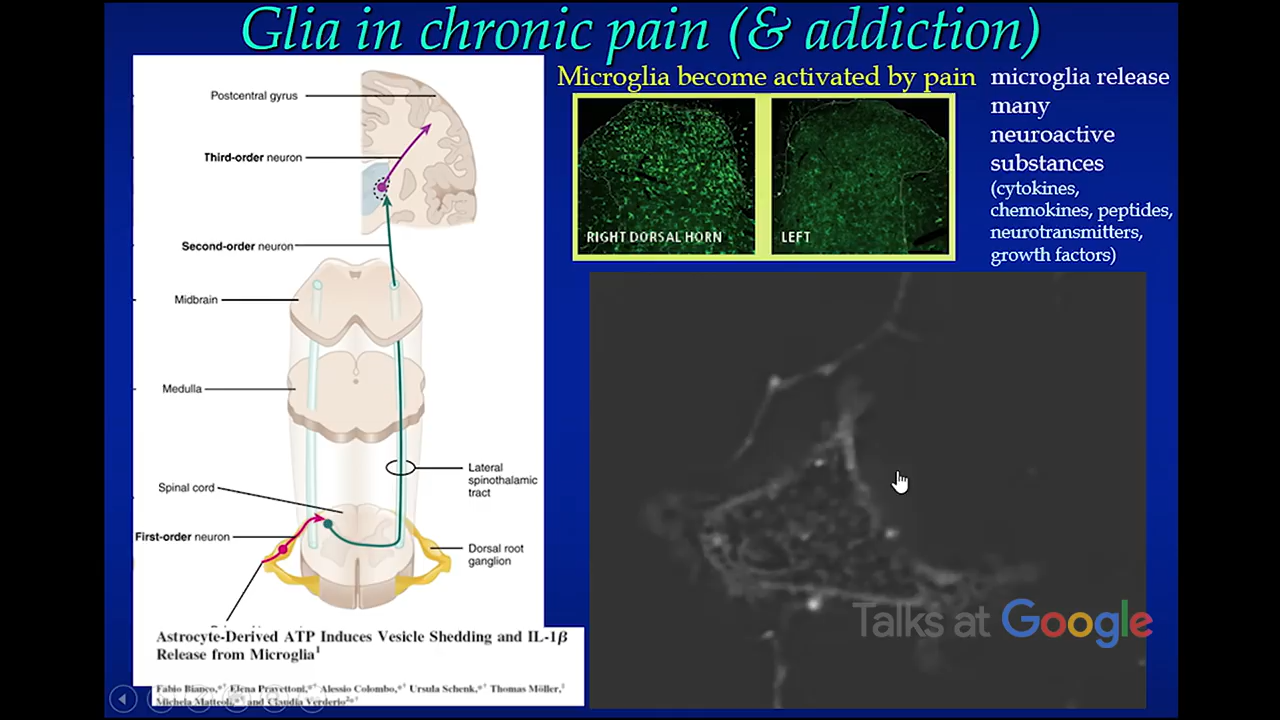 Glia in chronic pain (& addiction)
Microglia become activated by pain
microglia release
many
neuroactive
substances
(cytokines,
chemokines, peptides,
neurotransmitters,
growth factors)
RIGHT DORSAL HORN
LEFT
Postcentral gyrus
Third-order neuron
Second-order neuron
Midbrain
Medulla
Lateral
spinothalamic
tract
Spinal cord
First-order neuron
Dorsal root
ganglion
Astrocyte-Derived ATP Induces Vesicle Shedding and IL-1β
Release from Microglia¹
Fabio Bianco,*† Elena Pravettoni,*† Alessio Colombo,*† Ursula Schenk,*† Thomas Möller,‡
Michela Matteoli,*† and Claudia Verderio²*†
Talks at Google